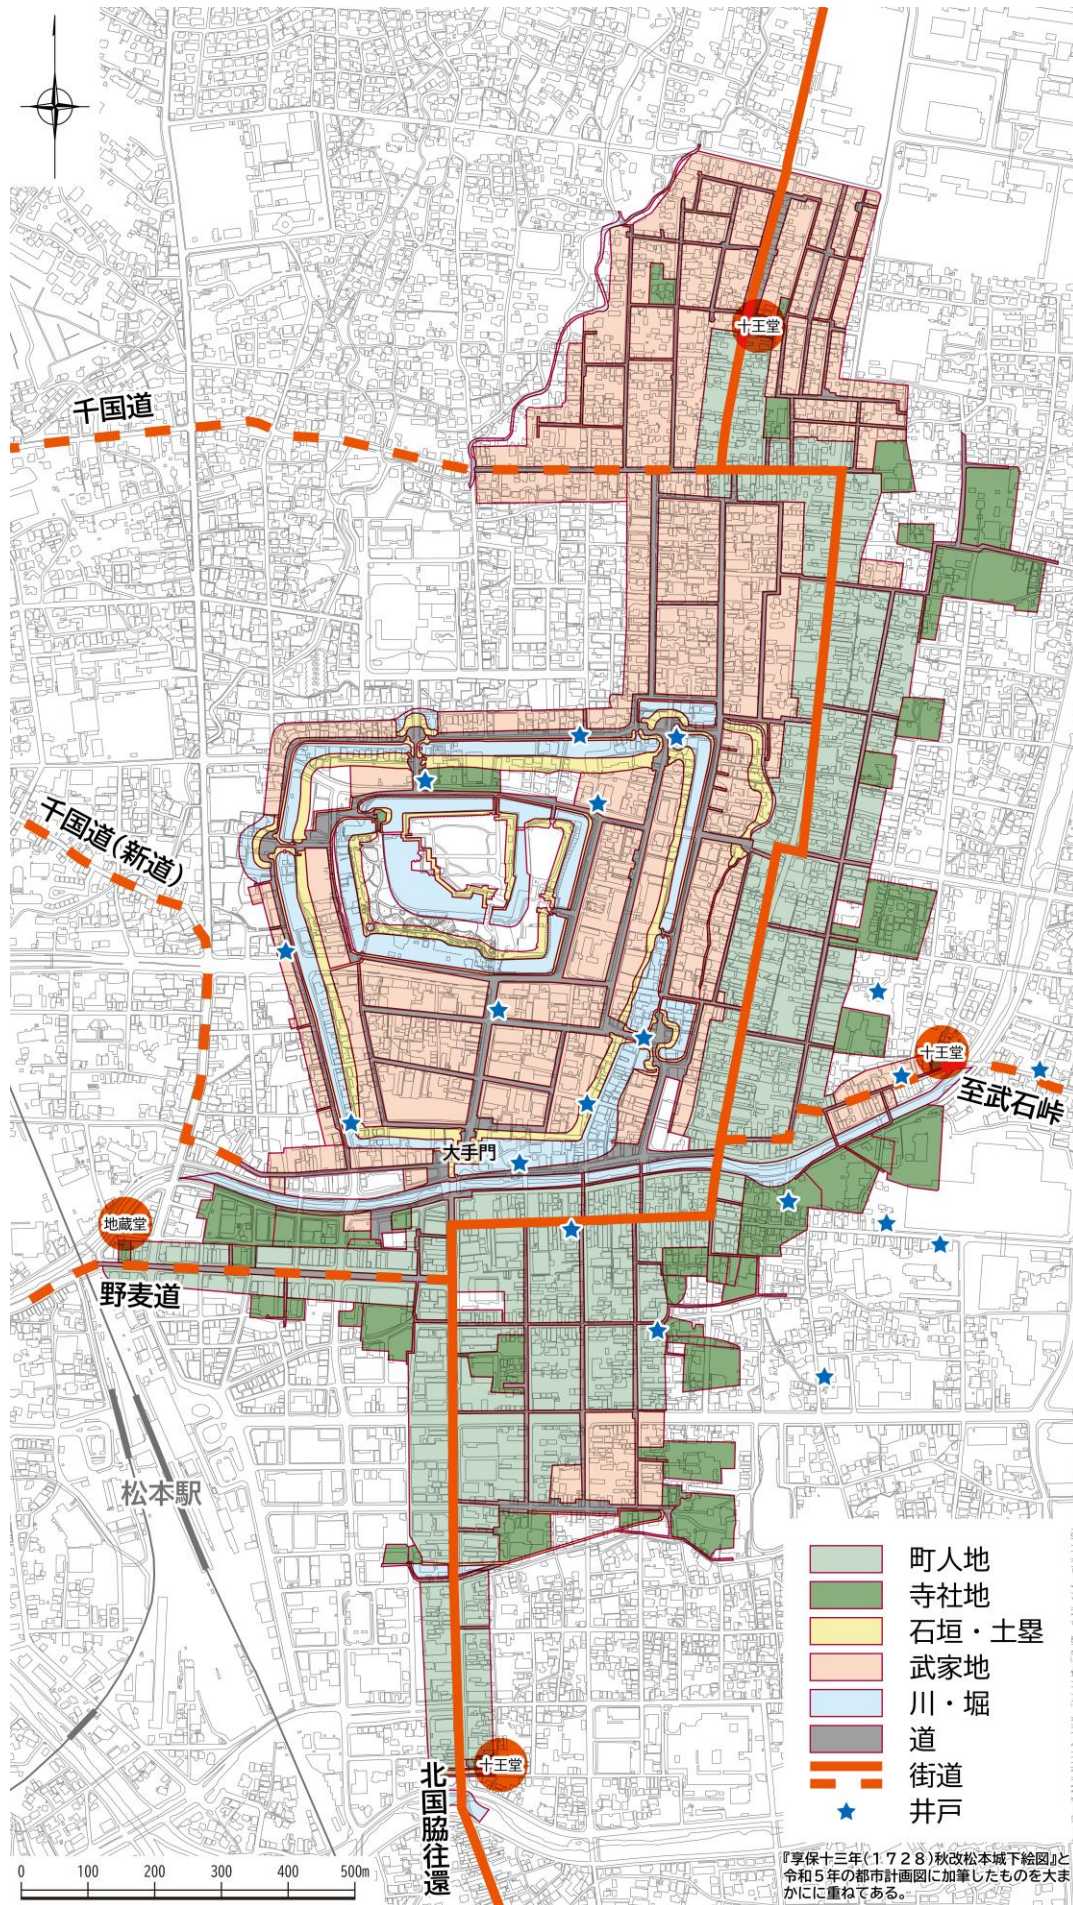 十王堂
千国道
千国道(新道)
十王堂
至武石峠
大手門
地蔵堂
野麦道
松本駅
町人地
寺社地
石垣・土塁
武家地
川・堀
道
街道
井戸
十王堂
北国脇往還
0 100 200 300 400 500m
『享保十三年(1728)秋改松本城下絵図』と
令和5年の都市計画図に加筆したものを大ま
かにに重ねてある。